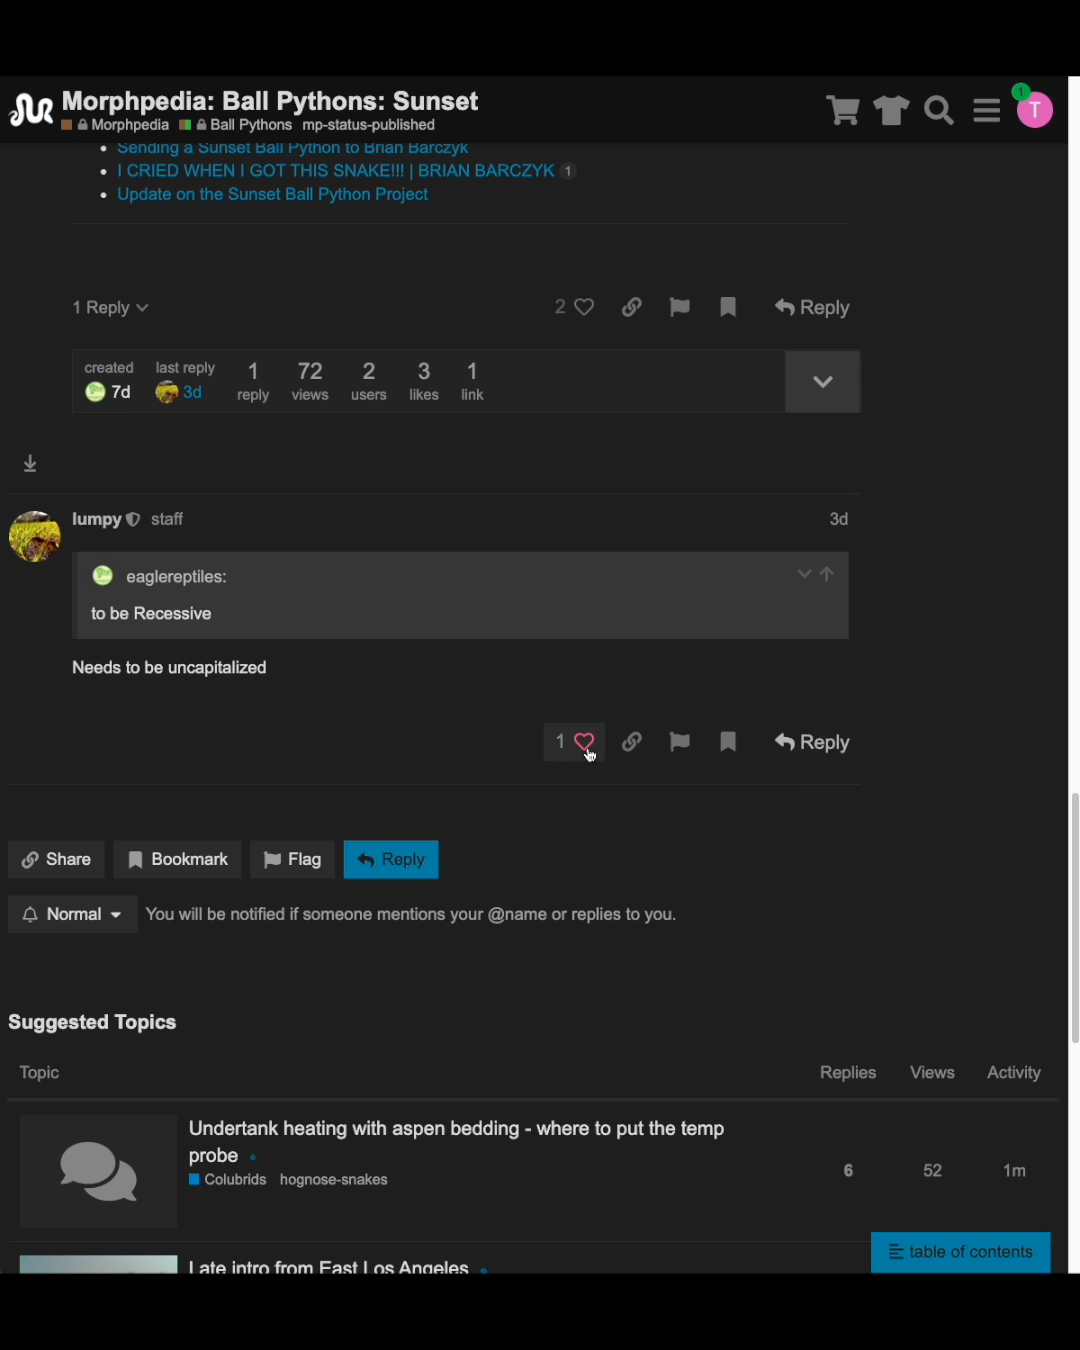 Morphpedia: Ball Pythons: Sunset
Morphpedia Ball Pythons mp-status-published
1
T
Sending a Sunset Ball Python to Brian Barczyk
I CRIED WHEN I GOT THIS SNAKE!!! | BRIAN BARCZYK 1
Update on the Sunset Ball Python Project
1 Reply 2 Reply
created last reply 1 72 2 3 1
7d 3d reply views users likes link
lumpy staff 3d
eaglereptiles:
to be Recessive
Needs to be uncapitalized
1 Reply
Share Bookmark Flag Reply
Normal You will be notified if someone mentions your @name or replies to you.
Suggested Topics
Topic Replies Views Activity
Undertank heating with aspen bedding - where to put the temp
probe 6 52 1m
Colubrids hognose-snakes
table of contents
Late intro from East Los Angeles